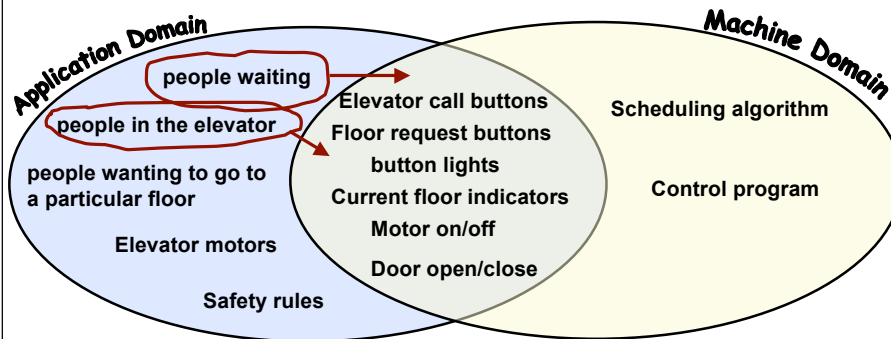 Application Domain
Machine Domain
people waiting
people in the elevator
people wanting to go to
a particular floor
Elevator motors
Safety rules
Elevator call buttons
Floor request buttons
button lights
Current floor indicators
Motor on/off
Door open/close
Scheduling algorithm
Control program